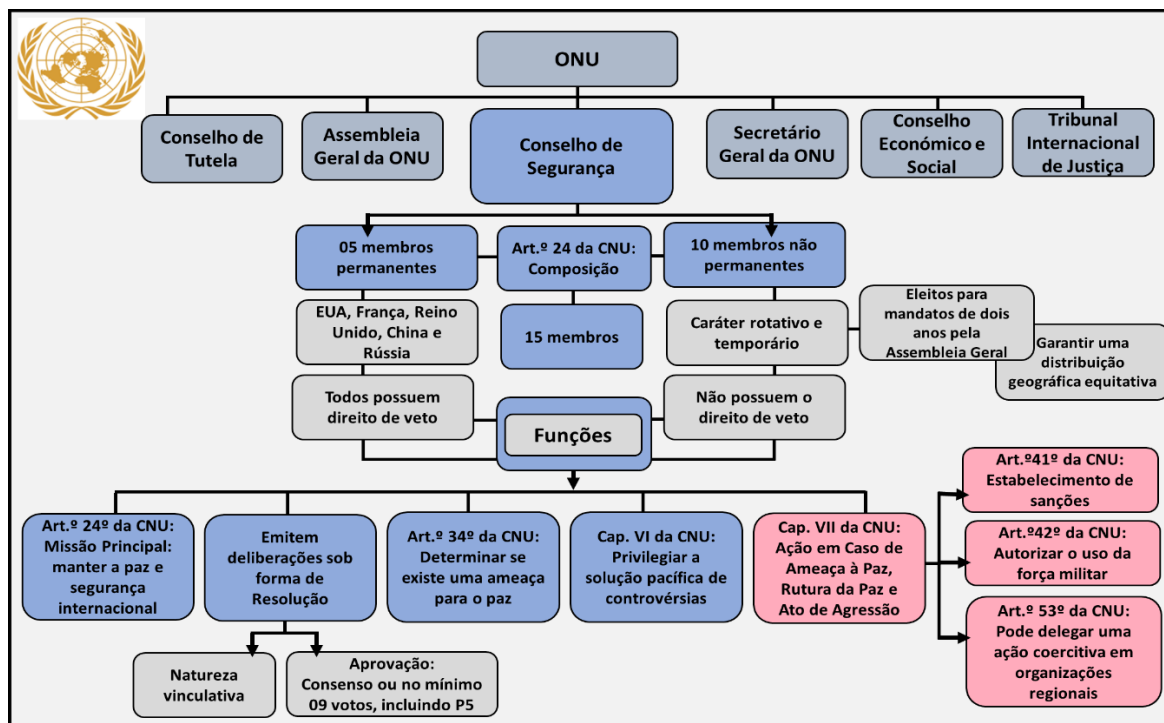 ONU
Conselho de
Tutela
Assembleia
Geral da ONU
Conselho de
Segurança
Secretário
Geral da ONU
Conselho
Económico e
Social
Tribunal
Internacional
de Justiça
05 membros
permanentes
Art.º 24 da CNU:
Composição
10 membros não
permanentes
EUA, França, Reino
Unido, China e
Rússia
15 membros
Caráter rotativo e
temporário
Eleitos para
mandatos de dois
anos pela
Assembleia Geral
Garantir uma
distribuição
geográfica equitativa
Todos possuem
direito de veto
Funções
Não possuem o
direito de veto
Art.º 24º da CNU:
Missão Principal:
manter a paz e
segurança
internacional
Emitem
deliberações sob
forma de
Resolução
Art.º 34º da CNU:
Determinar se
existe uma ameaça
para o paz
Cap. VI da CNU:
Privilegiar a
solução pacífica de
controvérsias
Cap. VII da CNU:
Ação em Caso de
Ameaça à Paz,
Rutura da Paz e
Ato de Agressão
Art.º41º da CNU:
Estabelecimento de
sanções
Art.º42º da CNU:
Autorizar o uso da
força militar
Art.º 53º da CNU:
Pode delegar uma
ação coercitiva em
organizações
regionais
Natureza
vinculativa
Aprovação:
Consenso ou no mínimo
09 votos, incluindo P5